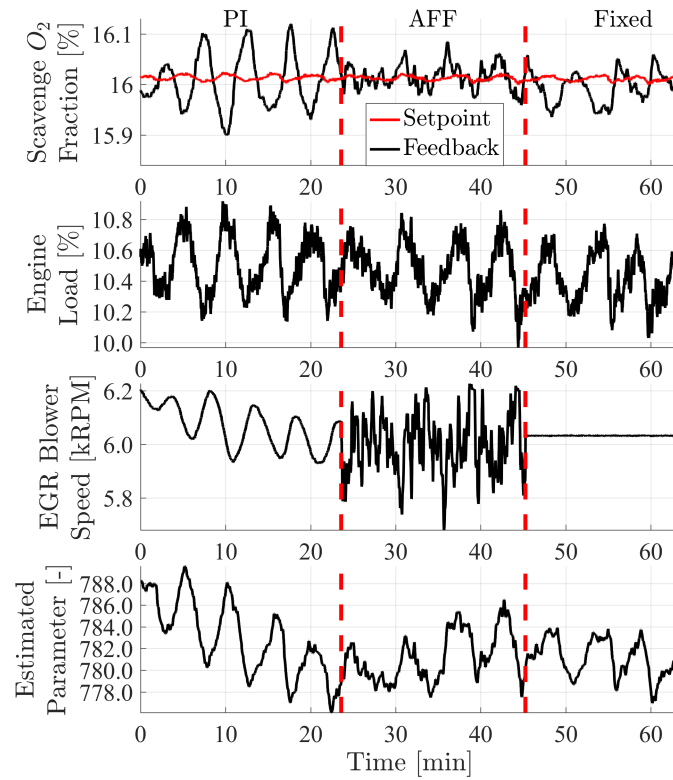 PI AFF Fixed
Scavenge O2
Fraction [%]
16.1
16
15.9
Setpoint
Feedback
0 10 20 30 40 50 60
Engine
Load [%]
10.8
10.6
10.4
10.2
10.0
0 10 20 30 40 50 60
EGR Blower
Speed [kRPM]
6.2
6.0
5.8
0 10 20 30 40 50 60
Estimated
Parameter [-]
788.0
786.0
784.0
782.0
780.0
778.0
0 10 20 30 40 50 60
Time [min]